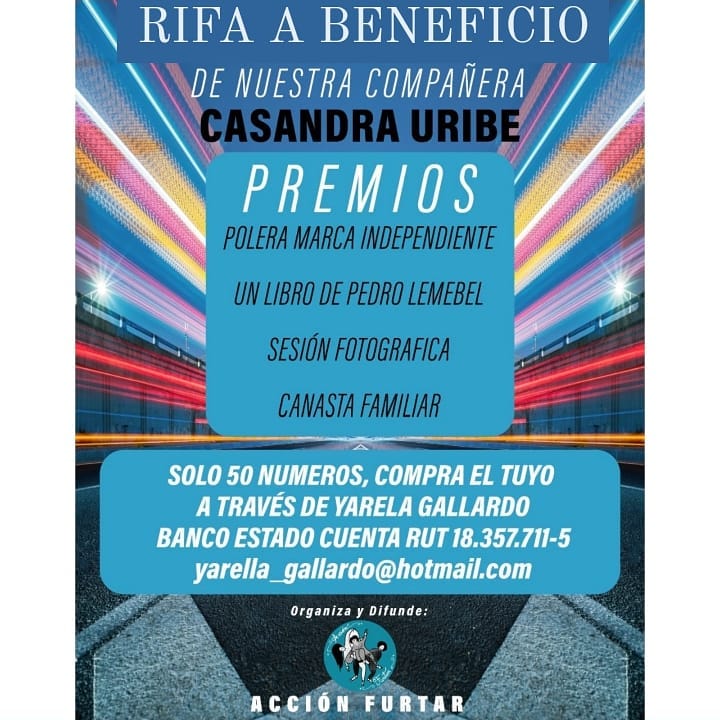 RIFA A BENEFICIO
DE NUESTRA COMPAÑERA
CASANDRA URIBE
PREMIOS
POLERA MARCA INDEPENDIENTE
UN LIBRO DE PEDRO LEMEBEL
SESIÓN FOTOGRAFICA
CANASTA FAMILIAR
SOLO 50 NUMEROS, COMPRA EL TUYO
A TRAVÉS DE YARELA GALLARDO
BANCO ESTADO CUENTA RUT 18.357.711-5
yarella_gallardo@hotmail.com
Organiza y Difunde:
ACCIÓN FURTAR